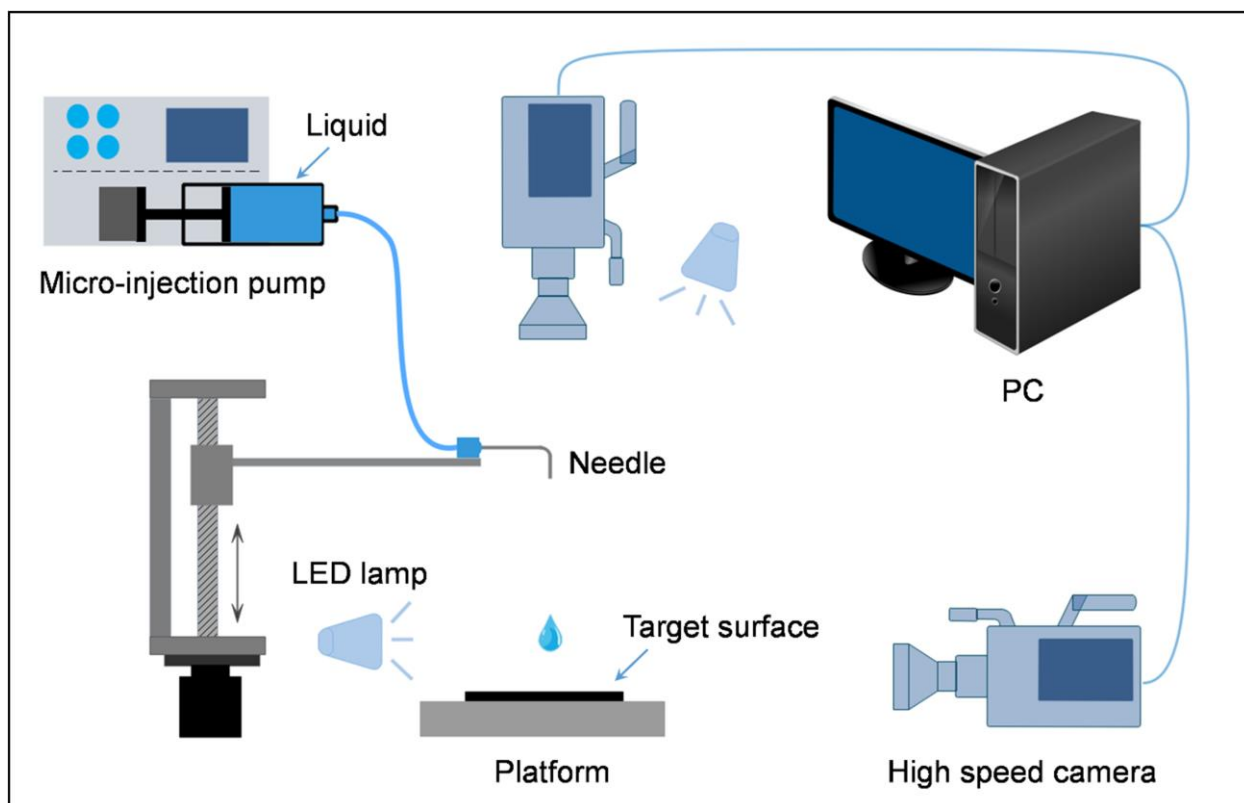 Liquid
Micro-injection pump
PC
Needle
LED lamp
Target surface
Platform
High speed camera